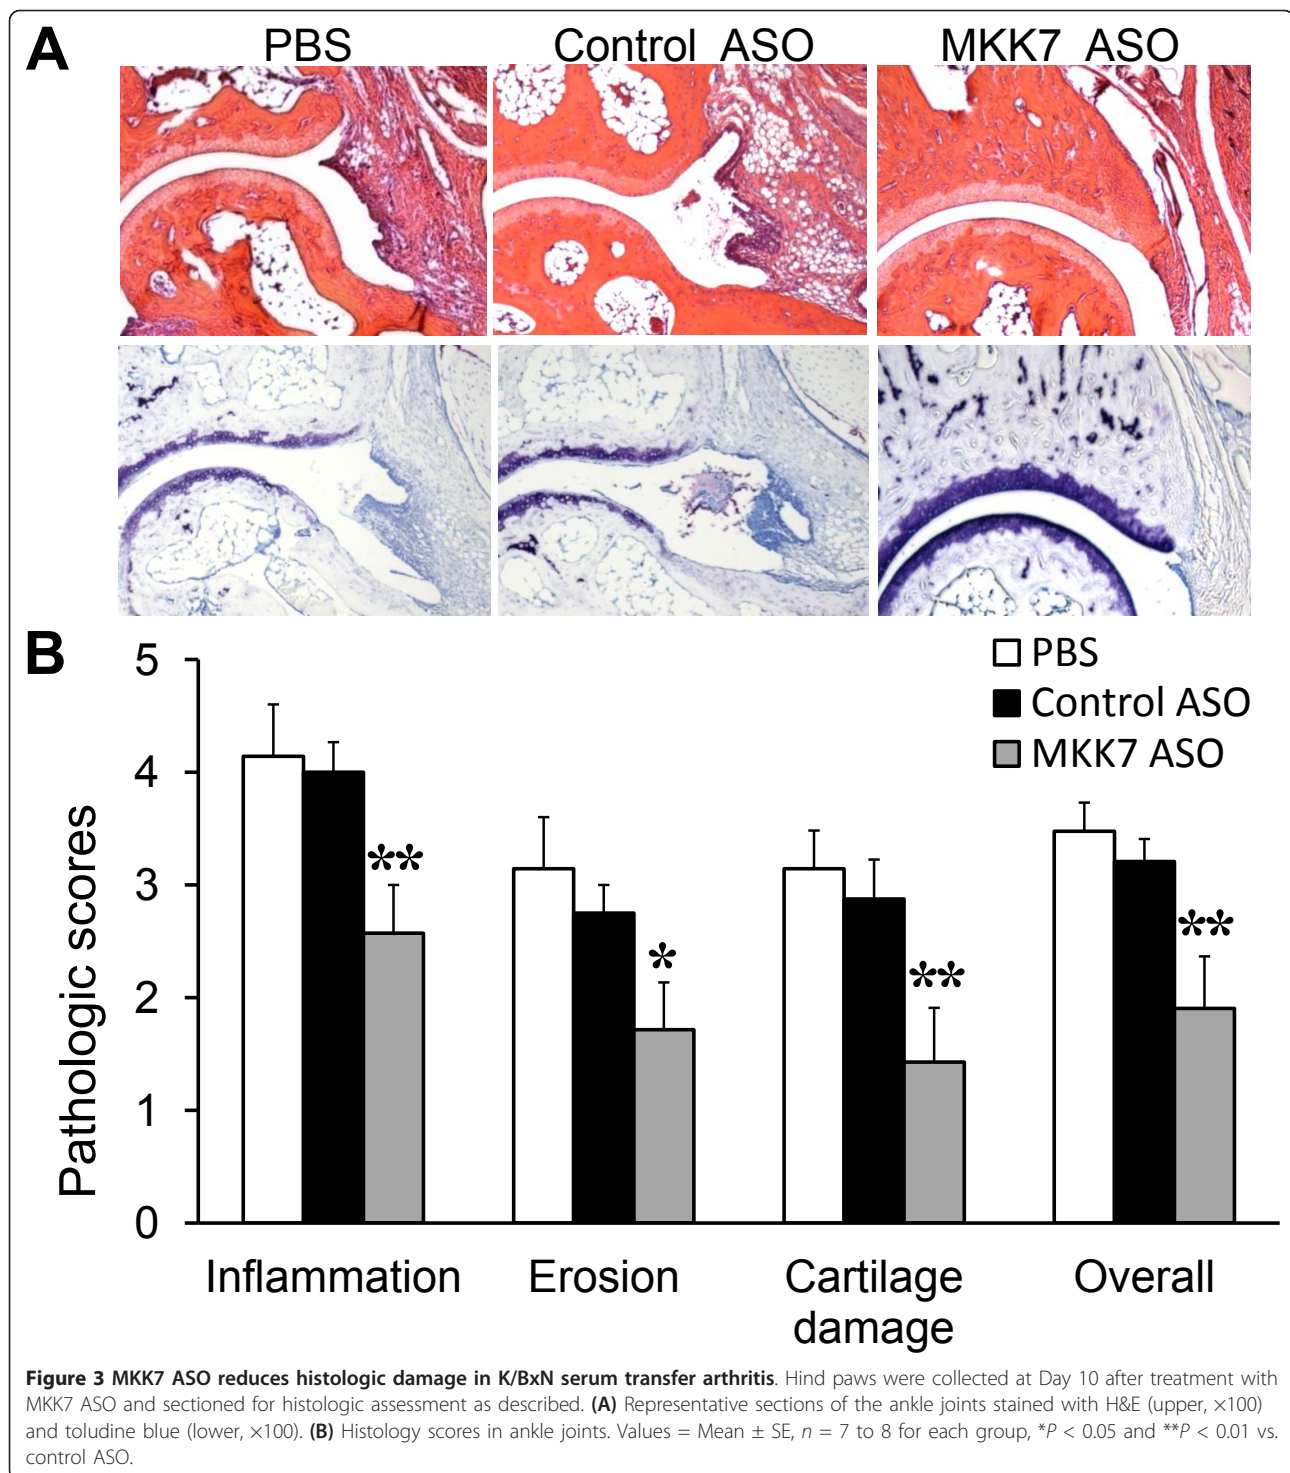 A
PBS Control ASO MKK7 ASO
B
5
4
3
2
1
0
Pathologic scores
PBS
Control ASO
MKK7 ASO
**
*
**
**
Inflammation Erosion Cartilage damage Overall
Figure 3 MKK7 ASO reduces histologic damage in K/BxN serum transfer arthritis. Hind paws were collected at Day 10 after treatment with
MKK7 ASO and sectioned for histologic assessment as described. (A) Representative sections of the ankle joints stained with H&E (upper, ×100)
and toludine blue (lower, ×100). (B) Histology scores in ankle joints. Values = Mean ± SE, n = 7 to 8 for each group, *P < 0.05 and **P < 0.01 vs.
control ASO.